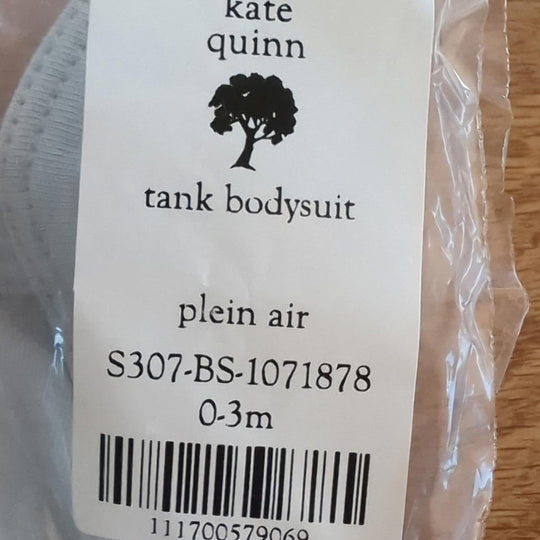 kate
quinn
tank bodysuit
plein air
S307-BS-1071878
0-3m
111700579069